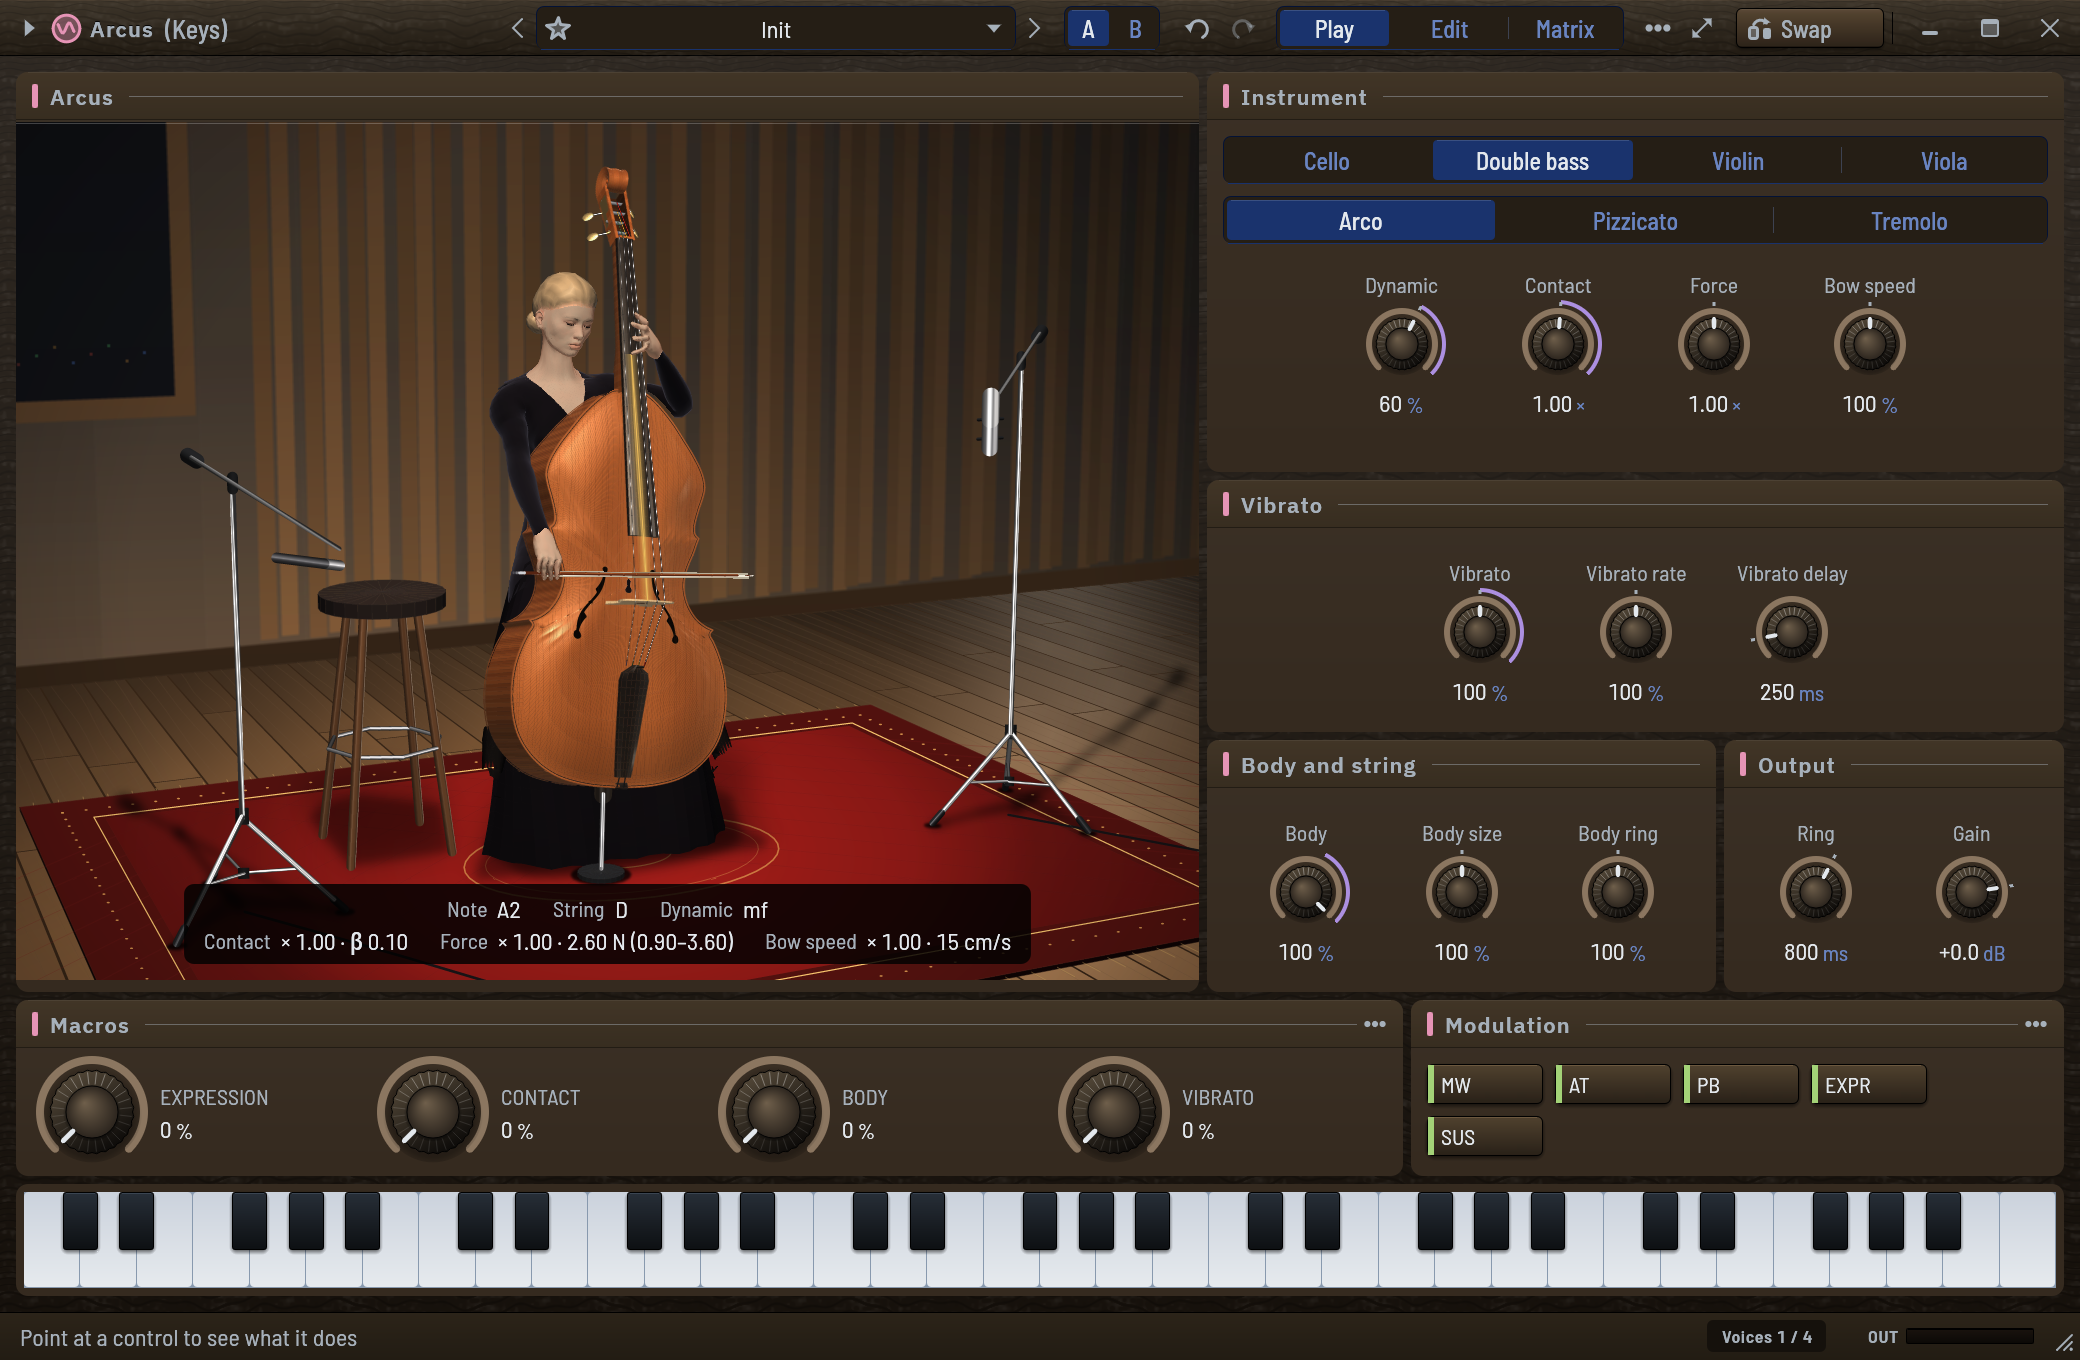 Arcus (Keys)
Init
A B
Play Edit Matrix
Swap
Arcus
Instrument
Cello Double bass Violin Viola
Arco Pizzicato Tremolo
Dynamic Contact Force Bow speed
60 % 1.00 × 1.00 × 100 %
Vibrato
Vibrato Vibrato rate Vibrato delay
100 % 100 % 250 ms
Body and string
Body Body size Body ring
100 % 100 % 100 %
Output
Ring Gain
800 ms +0.0 dB
Note A2 String D Dynamic mf
Contact × 1.00 · β 0.10 Force × 1.00 · 2.60 N (0.90–3.60) Bow speed × 1.00 · 15 cm/s
Macros
EXPRESSION CONTACT BODY VIBRATO
0 % 0 % 0 % 0 %
Modulation
MW AT PB EXPR
SUS
Point at a control to see what it does
Voices 1 / 4 OUT